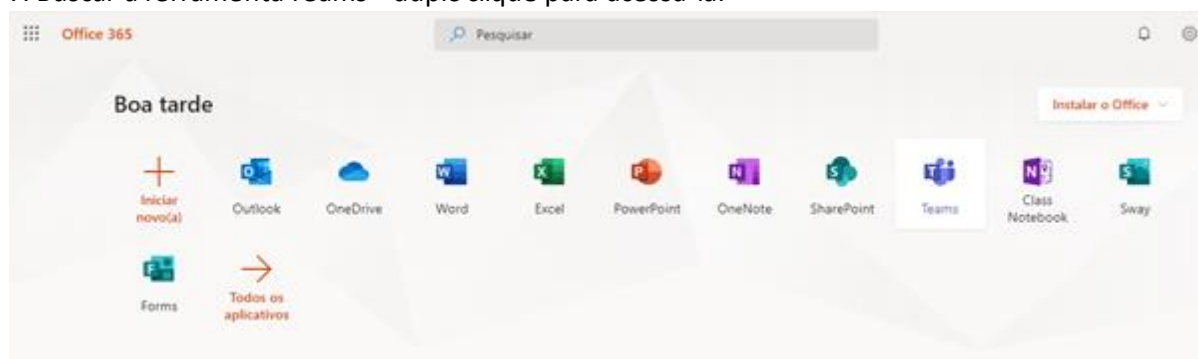 Office 365
Pesquisar
Boa tarde
Instalar o Office
Iniciar novo(a)
Outlook
OneDrive
Word
Excel
PowerPoint
OneNote
SharePoint
Teams
Class Notebook
Sway
Forms
Todos os aplicativos